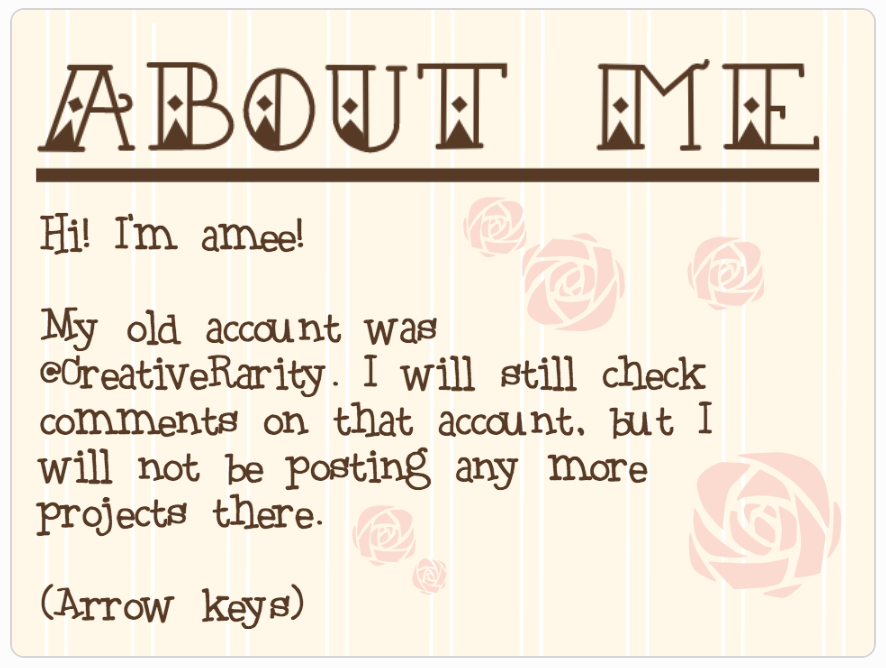 ABOUT ME
Hi! I'm amee!
My old account was
@CreativeRarity. I will still check
comments on that account, but I
will not be posting any more
projects there.
(Arrow keys)